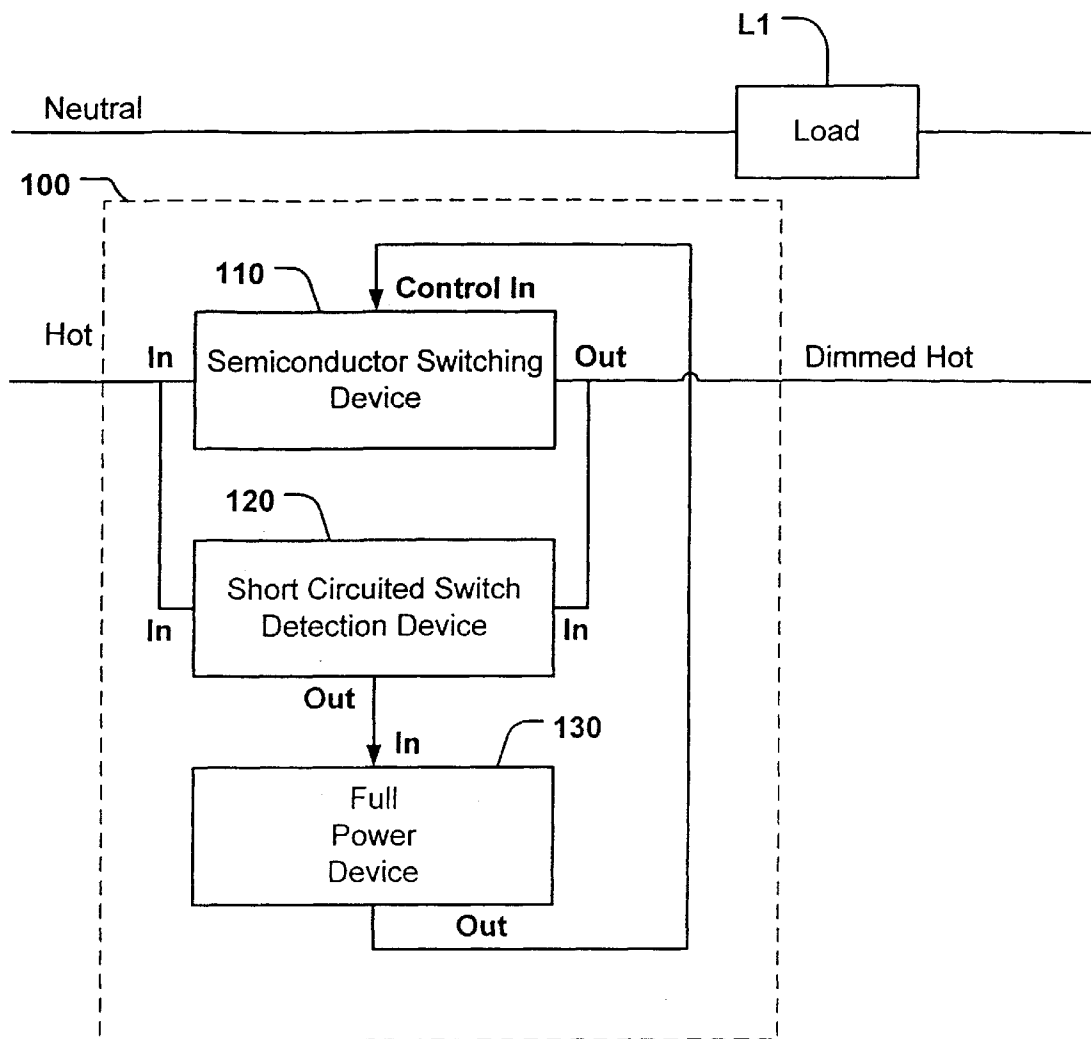 L1
Neutral
Load
100
110
Control In
Hot
In
Semiconductor Switching
Device
Out
Dimmed Hot
120
Short Circuited Switch
Detection Device
In
In
Out
In
130
Full
Power
Device
Out